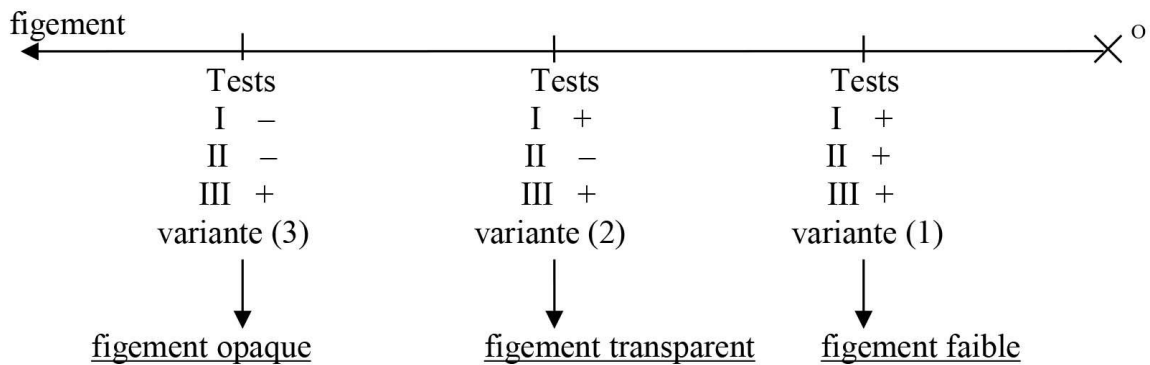 figement
O
Tests Tests Tests
I – I + I +
II – II – II +
III + III + III +
variante (3) variante (2) variante (1)
figement opaque figement transparent figement faible